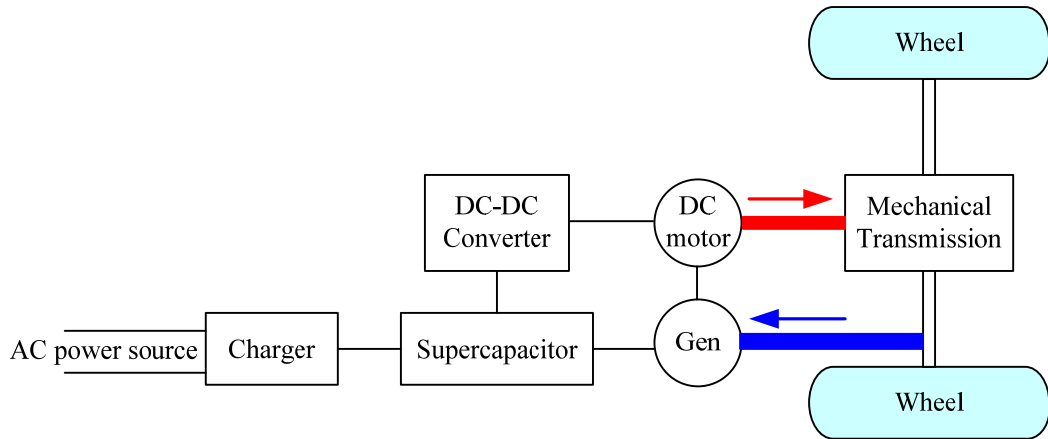 Wheel
DC-DC
Converter
DC
motor
Mechanical
Transmission
AC power source
Charger
Supercapacitor
Gen
Wheel